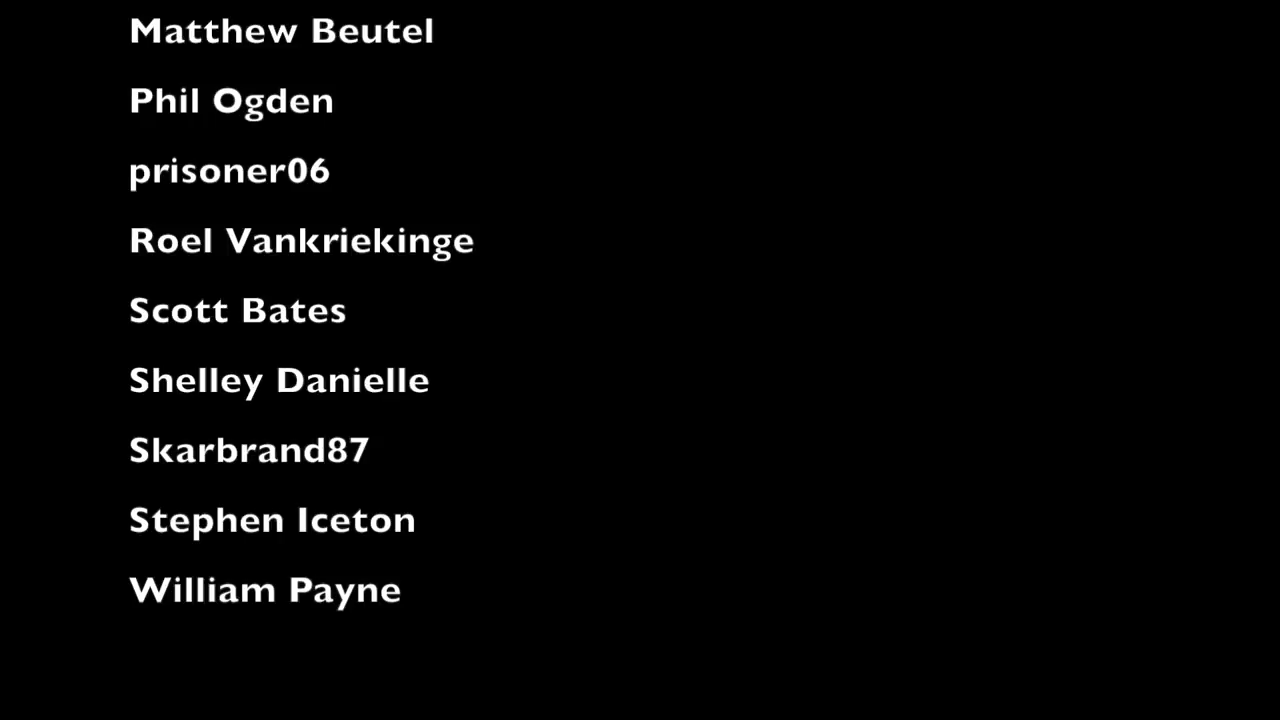 Matthew Beutel
Phil Ogden
prisoner06
Roel Vankriekinge
Scott Bates
Shelley Danielle
Skarbrand87
Stephen Iceton
William Payne